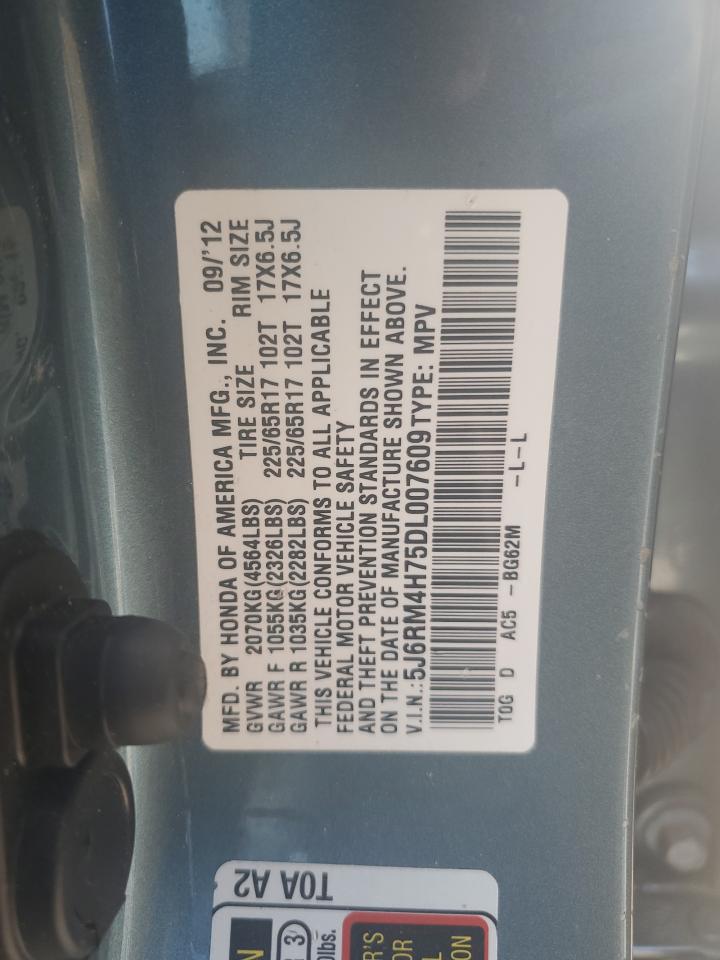 MFD. BY HONDA OF AMERICA MFG., INC. 09/'12
GVWR 2070KG(4564LBS) TIRE SIZE RIM SIZE
GAWR F 1055KG(2326LBS) 225/65R17 102T 17X6.5J
GAWR R 1035KG(2282LBS) 225/65R17 102T 17X6.5J
THIS VEHICLE CONFORMS TO ALL APPLICABLE
FEDERAL MOTOR VEHICLE SAFETY
AND THEFT PREVENTION STANDARDS IN EFFECT
ON THE DATE OF MANUFACTURE SHOWN ABOVE.
V.I.N.:5J6RM4H75DL007609 TYPE: MPV
T0G D AC5 -BG62M -L-L
T0A A2
3
lbs.